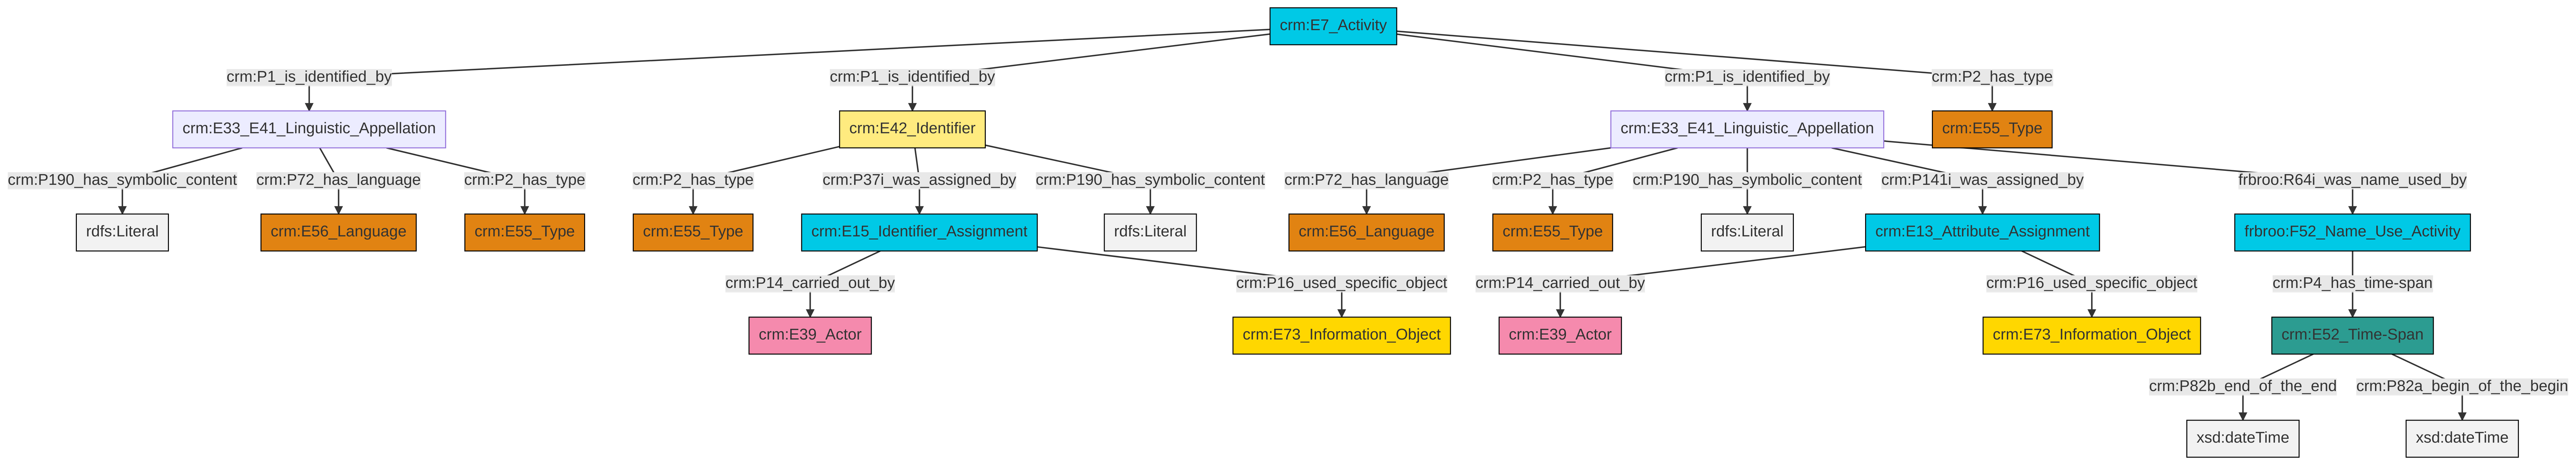 crm:E7_Activity
crm:P1_is_identified_by
crm:P1_is_identified_by
crm:P1_is_identified_by
crm:P2_has_type
crm:E33_E41_Linguistic_Appellation
crm:E42_Identifier
crm:E33_E41_Linguistic_Appellation
crm:E55_Type
crm:P190_has_symbolic_content
crm:P72_has_language
crm:P2_has_type
crm:P2_has_type
crm:P37i_was_assigned_by
crm:P190_has_symbolic_content
crm:P72_has_language
crm:P2_has_type
crm:P190_has_symbolic_content
crm:P141i_was_assigned_by
frbroo:R64i_was_name_used_by
rdfs:Literal
crm:E56_Language
crm:E55_Type
crm:E55_Type
crm:E15_Identifier_Assignment
rdfs:Literal
crm:E56_Language
crm:E55_Type
rdfs:Literal
crm:E13_Attribute_Assignment
frbroo:F52_Name_Use_Activity
crm:P14_carried_out_by
crm:P16_used_specific_object
crm:P14_carried_out_by
crm:P16_used_specific_object
crm:P4_has_time-span
crm:E39_Actor
crm:E73_Information_Object
crm:E39_Actor
crm:E73_Information_Object
crm:E52_Time-Span
crm:P82b_end_of_the_end
crm:P82a_begin_of_the_begin
xsd:dateTime
xsd:dateTime